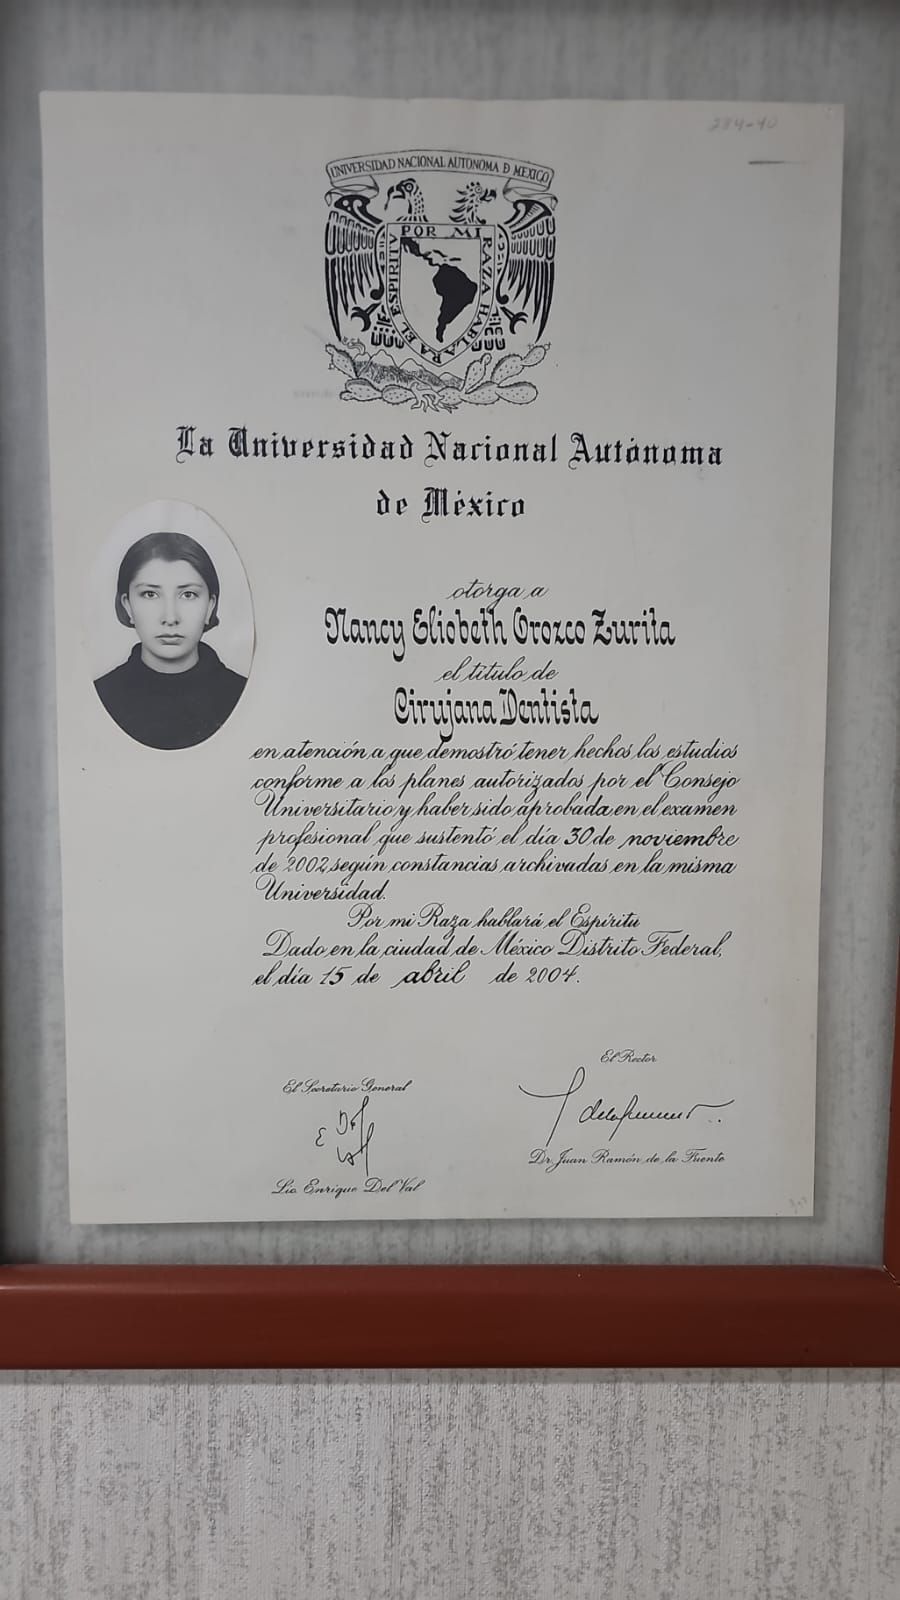 284-40
UNIVERSIDAD NACIONAL AUTONOMA D MEXICO
POR MI RAZA HABLARA EL ESPIRITU
La Universidad Nacional Autónoma
de México
otorga a
Nancy Eliobeth Orozco Zurita
el título de
Cirujana Dentista
en atención a que demostró tener hechos los estudios
conforme a los planes autorizados por el Consejo
Universitario y haber sido aprobada en el examen
profesional que sustentó el día 30 de noviembre
de 2002 según constancias archivadas en la misma
Universidad.
Por mi Raza hablará el Espíritu
Dado en la ciudad de México Distrito Federal,
el día 15 de abril de 2004.
El Rector
El Secretario General
Dr. Juan Ramón de la Fuente
Lic. Enrique Del Val